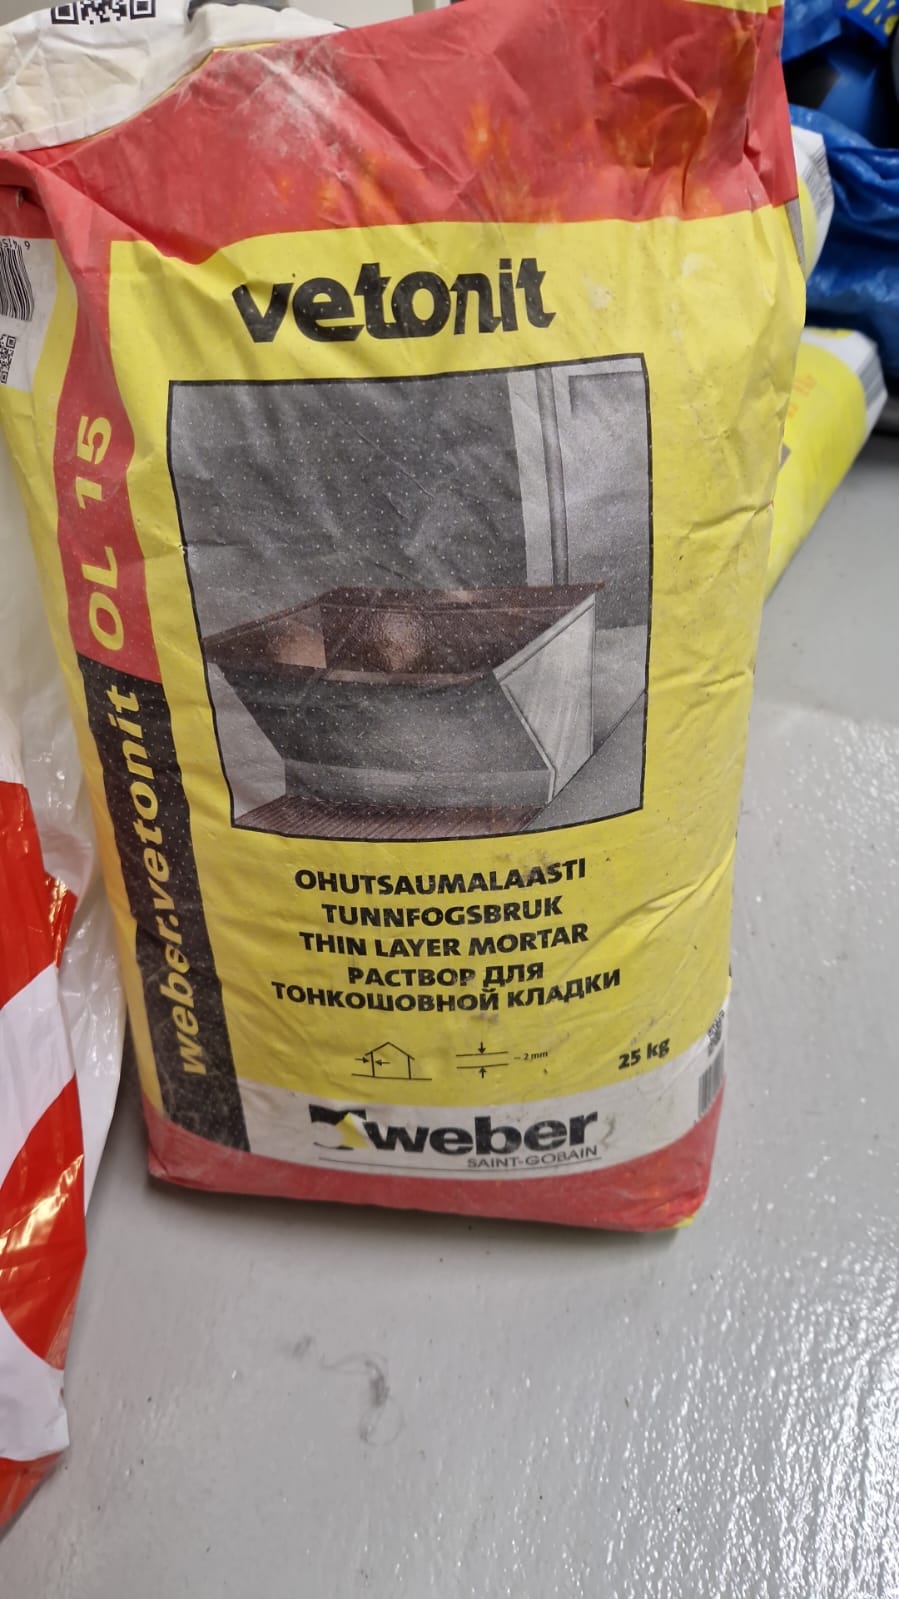 vetonit
OL 15
weber.vetonit
OHUTSAUMALAASTI
TUNNFOGSBRUK
THIN LAYER MORTAR
РАСТВОР ДЛЯ
ТОНКОШОВНОЙ КЛАДКИ
~ 2 mm
25 kg
weber
SAINT-GOBAIN